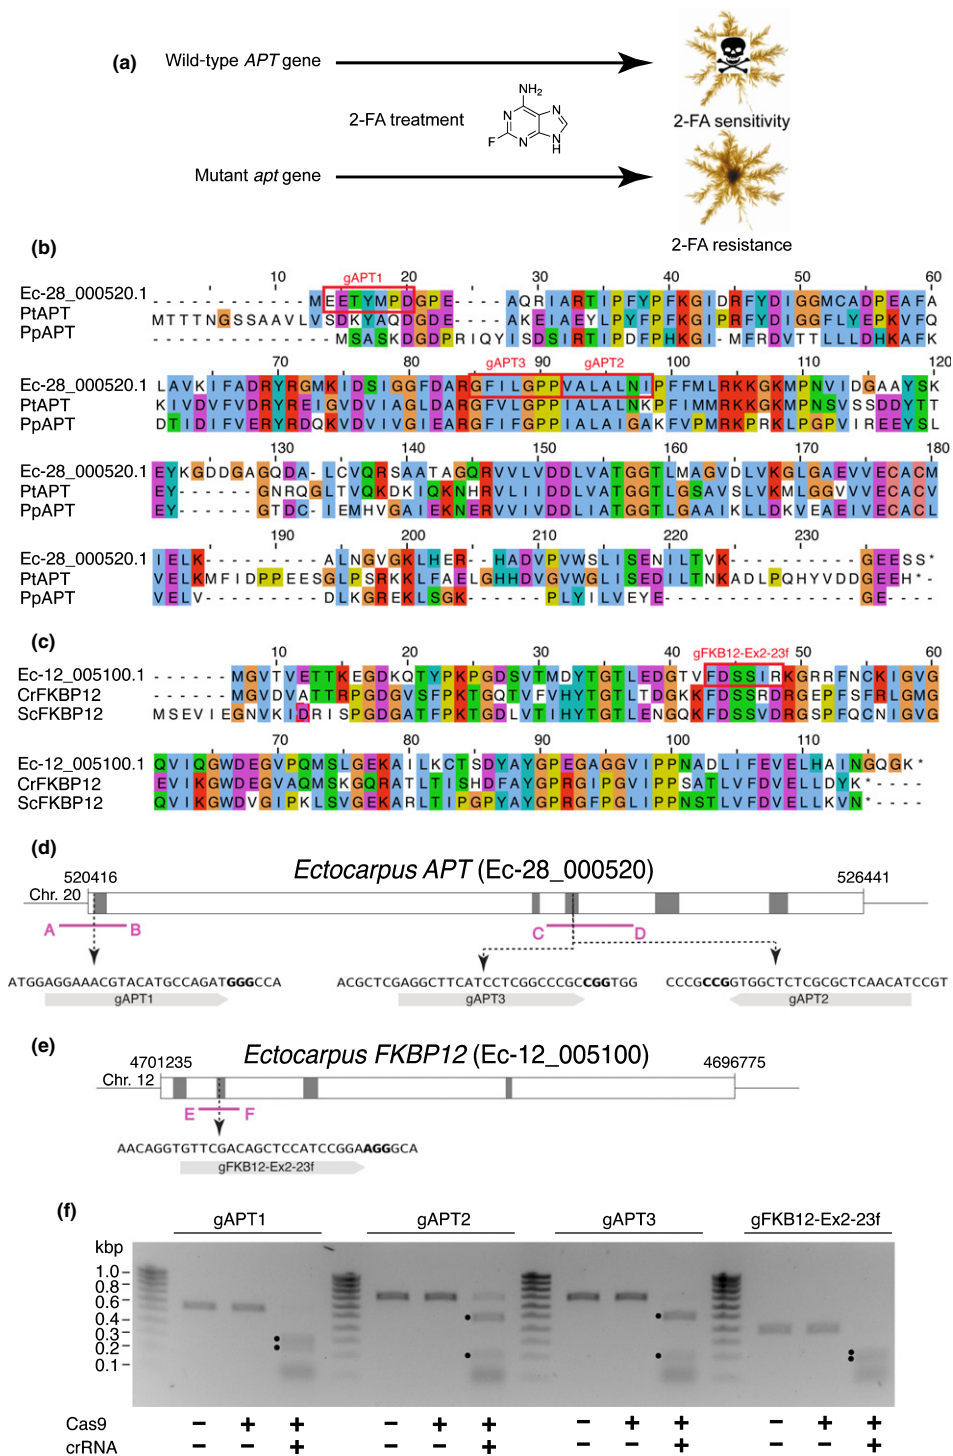 (a)
Wild-type APT gene
2-FA treatment
NH2
N
N
F
N
N
H
2-FA sensitivity
Mutant apt gene
2-FA resistance
(b)
gAPT1
10 20 30 40 50 60
Ec-28_000520.1 - - - - - - - - - - - - MEETYMPDGPE - - - - AQRIARTIPFYPFKGIDRFYDIGGMCADPEAFA
PtAPT MTTTNGSSAAVLVSDKYAQDGDE - - - - AKEIAEYLPYFPFKGIPRFYDIGGFLYEPKVFQ
PpAPT - - - - - - - - - - - - - - MSASKDGDPRIQYISDSIRTIPDFPHKGI - MFRDVTTLLLDHKAFK
gAPT3 gAPT2
70 80 90 100 110 120
Ec-28_000520.1 LAVKIFADRYRGMKIDSIGGFDARGFILGPPVALALNIPFFMLRKKGKMPNVIDGAAYSK
PtAPT KIVDVFVDRYREIGVDVIAGLDARGFVLGPPIALALNKPFIMMRKKGKMPNSVSSDDYTT
PpAPT DTIDIFVERYRDQKVDVIVGIEARGFIFGPPIALAIGAKFVPMRKPRKLPGPVIREEYSL
130 140 150 160 170 180
Ec-28_000520.1 EYKGDDGAGQDA - LCVQRSAATAGQRVVLVDDLVATGGTLMAGVDLVKGLGAEVVECACM
PtAPT EY - - - - - - GNRQGLTVQKDKIQKNHRVLIIDDLVATGGTLGSAVSLVKMLGGVVVECACV
PpAPT EY - - - - - - GTDC - IEMHVGAIEKNERVVLIDDLIATGGTLGAAIKLLDKVEAEIVECACL
190 200 210 220 230
Ec-28_000520.1 IELK - - - - - - - - - ALNGVGKLHER - - HADVPVWSLISENILTVK - - - - - - - - - - GEESS*
PtAPT VELKMFIDPPEESGLPSRKKLFAELGHHDVGVWGLISEDILTNKADLPQHYVDDGEEH* -
PpAPT VELV - - - - - - - - - DLKGREKLSGK - - - - - - PLYILVEYE - - - - - - - - - - - - - - - GE - - - -
(c)
gFKBP12-Ex2-23f
10 20 30 40 50 60
Ec-12_005100.1 - - - - - - MGVTVETTKEGDKQTYPKPGDSVTMDYTGTLEDGTVFDSSIRKGRRFNCKIGVG
CrFKBP12 - - - - - - MGVDVATTRPGDGVSFPKTGQTVFVHYTGTLTDGKKFDSSRDRGEPFSFRLGMG
ScFKBP12 MSEVIEGNVKIDRISPGDGATFPKTGDLVTIHYTGTLENGQKFDSSVDRGSPFQCNIGVG
70 80 90 100 110
Ec-12_005100.1 QVIQGWDEGVPQMSLGEKAILKCTSDYAYGPEGAGGVIPPNADLIFEVELHAINGQGK*
CrFKBP12 EVIKGWDEGVAQMSKGQRATLTISHDFAYGPRGIPGVIPPSATLVFDVELLDYK* - - - -
ScFKBP12 QVIKGWDVGIPKLSVGEKARLTIPGPYAYGPRGFPGLIPPNSTLVFDVELLKVN* - - - -
(d)
Ectocarpus APT (Ec-28_000520)
520416 526441
Chr. 20
A B C D
ATGGAGGAAACGTACATGCCAGATGGGCCA ACGCTCGAGGCTTCATCCTCGGCCCGCCGGTGG CCCGCCGGTGGCTCTCGCGCTCAACATCCGT
gAPT1 gAPT3 gAPT2
(e)
Ectocarpus FKBP12 (Ec-12_005100)
4701235 4696775
Chr. 12
E F
AACAGGTGTTCGACAGCTCCATCCGGAAGGGCA
gFKB12-Ex2-23f
(f)
gAPT1 gAPT2 gAPT3 gFKB12-Ex2-23f
kbp
1.0
0.8
0.6
0.4
0.3
0.2
0.1
Cas9 − + + − + + − + + − + +
crRNA − − + − − + − − + − − +